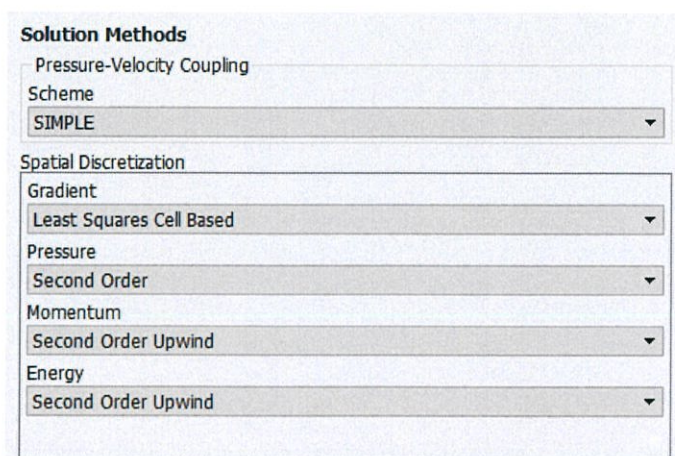 Solution Methods
Pressure-Velocity Coupling
Scheme
SIMPLE
Spatial Discretization
Gradient
Least Squares Cell Based
Pressure
Second Order
Momentum
Second Order Upwind
Energy
Second Order Upwind